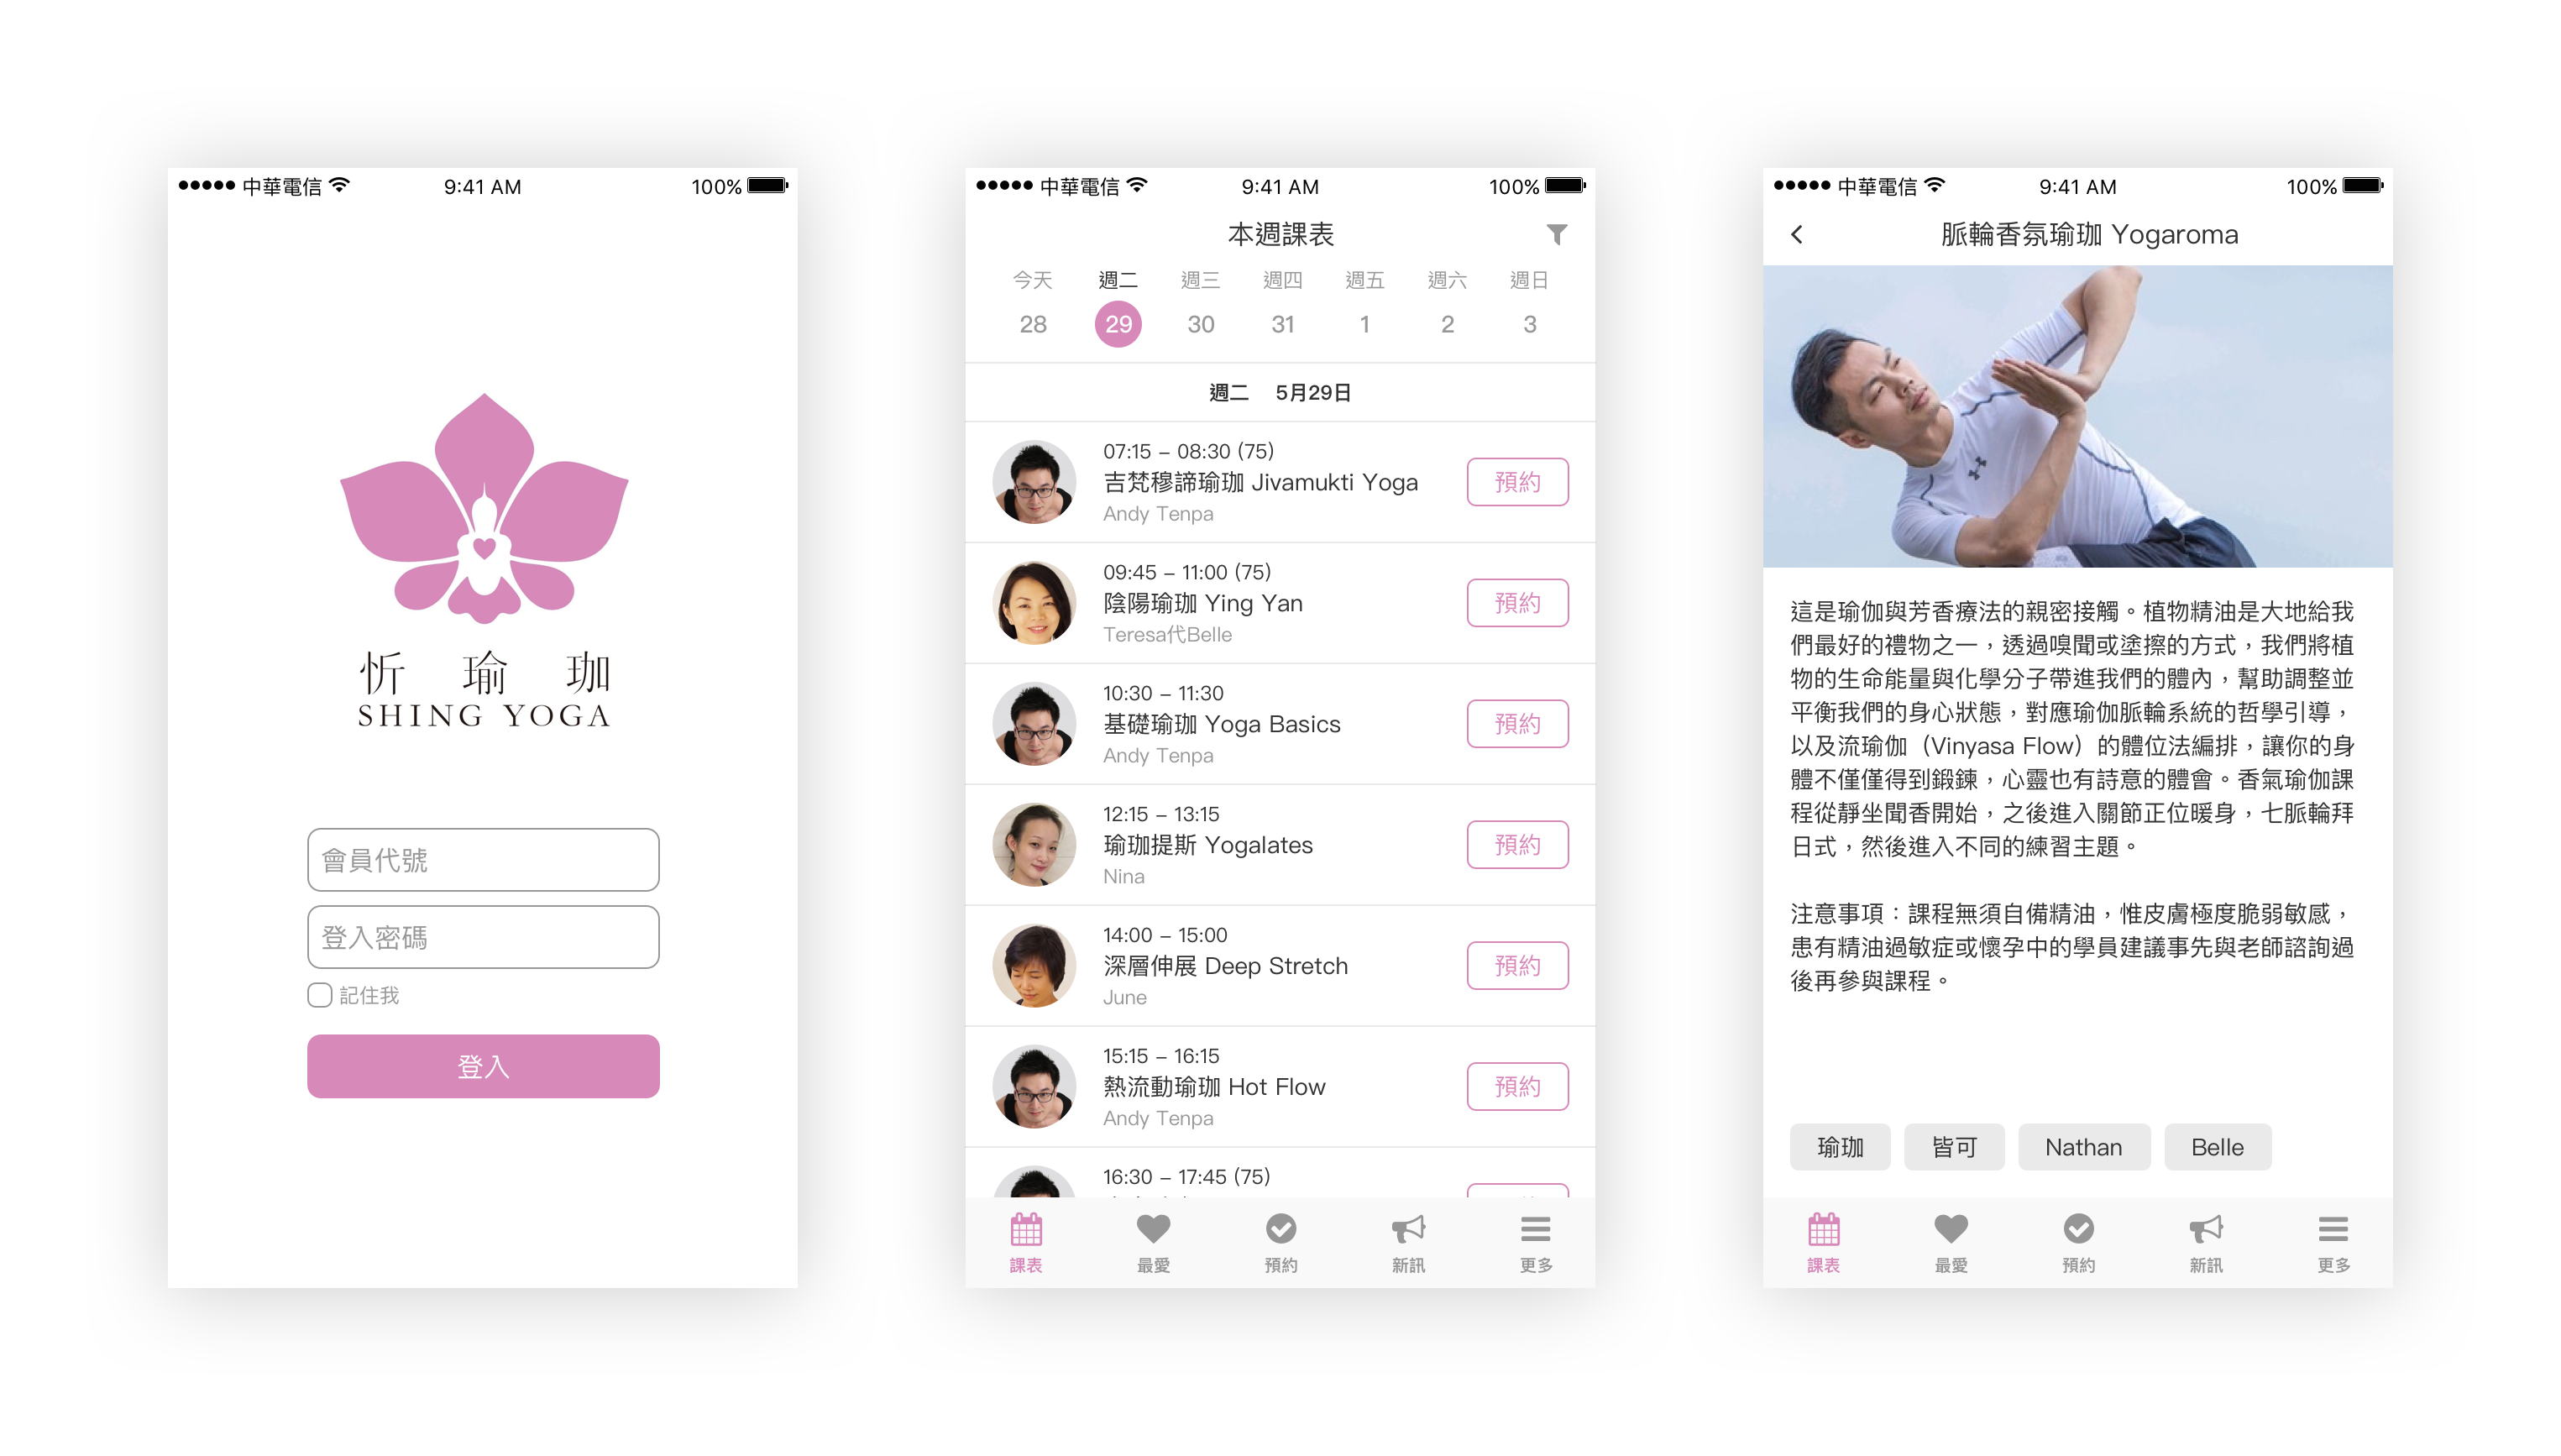 中華電信 9:41 AM 100%
忻瑜珈
SHING YOGA
會員代號
登入密碼
記住我
登入
中華電信 9:41 AM 100%
本週課表
今天 週二 週三 週四 週五 週六 週日
28 29 30 31 1 2 3
週二 5月29日
07:15 – 08:30 (75)
吉梵穆諦瑜珈 Jivamukti Yoga
Andy Tenpa
預約
09:45 – 11:00 (75)
陰陽瑜珈 Ying Yan
Teresa代Belle
預約
10:30 – 11:30
基礎瑜珈 Yoga Basics
Andy Tenpa
預約
12:15 – 13:15
瑜珈提斯 Yogalates
Nina
預約
14:00 – 15:00
深層伸展 Deep Stretch
June
預約
15:15 – 16:15
熱流動瑜珈 Hot Flow
Andy Tenpa
預約
16:30 – 17:45 (75)
課表 最愛 預約 新訊 更多
中華電信 9:41 AM 100%
脈輪香氛瑜珈 Yogaroma
這是瑜伽與芳香療法的親密接觸。植物精油是大地給我
們最好的禮物之一，透過嗅聞或塗擦的方式，我們將植
物的生命能量與化學分子帶進我們的體內，幫助調整並
平衡我們的身心狀態，對應瑜伽脈輪系統的哲學引導，
以及流瑜伽（Vinyasa Flow）的體位法編排，讓你的身
體不僅僅得到鍛鍊，心靈也有詩意的體會。香氣瑜伽課
程從靜坐聞香開始，之後進入關節正位暖身，七脈輪拜
日式，然後進入不同的練習主題。
注意事項：課程無須自備精油，惟皮膚極度脆弱敏感，
患有精油過敏症或懷孕中的學員建議事先與老師諮詢過
後再參與課程。
瑜珈 皆可 Nathan Belle
課表 最愛 預約 新訊 更多